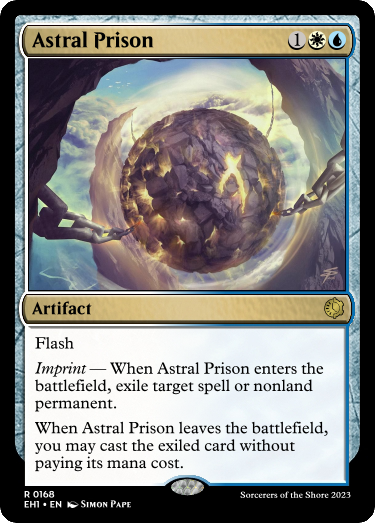 Astral Prison 1
Artifact
Flash
Imprint — When Astral Prison enters the
battlefield, exile target spell or nonland
permanent.
When Astral Prison leaves the battlefield,
you may cast the exiled card without
paying its mana cost.
R 0168
EH1 • EN Simon Pape
Sorcerers of the Shore 2023